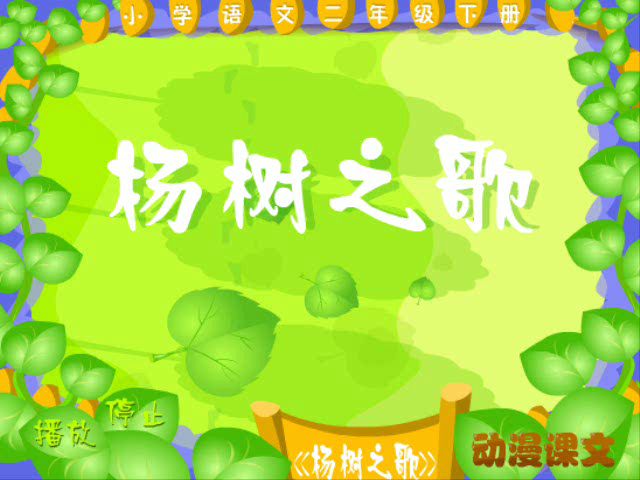 小学语文二年级下册
杨树之歌
播放 停止
《杨树之歌》
动漫课文